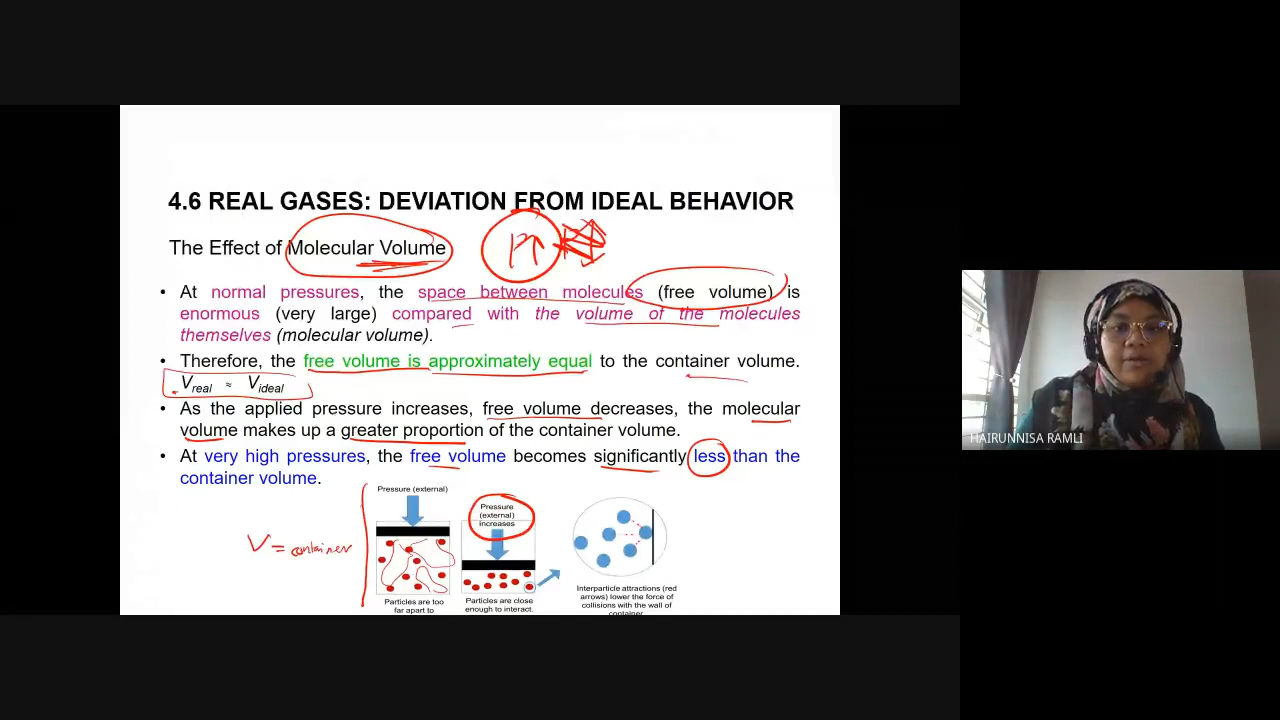 4.6 REAL GASES: DEVIATION FROM IDEAL BEHAVIOR
The Effect of Molecular Volume
P↑
• At normal pressures, the space between molecules (free volume) is
enormous (very large) compared with the volume of the molecules
themselves (molecular volume).
• Therefore, the free volume is approximately equal to the container volume.
Vreal ≈ Videal
• As the applied pressure increases, free volume decreases, the molecular
volume makes up a greater proportion of the container volume.
• At very high pressures, the free volume becomes significantly less than the
container volume.
V = container
Pressure (external)
Particles are too
far apart to
Pressure
(external)
increases
Particles are close
enough to interact.
Interparticle attractions (red
arrows) lower the force of
collisions with the wall of
container
HAIRUNNISA RAMLI